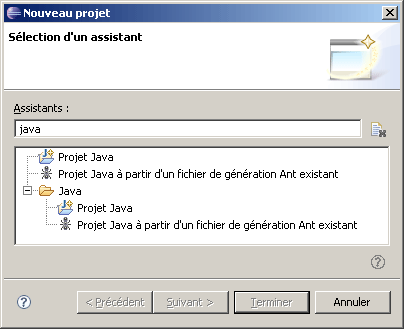 Nouveau projet
Sélection d'un assistant
Assistants :
java
Projet Java
Projet Java à partir d'un fichier de génération Ant existant
Java
Projet Java
Projet Java à partir d'un fichier de génération Ant existant
< Précédent Suivant > Terminer Annuler